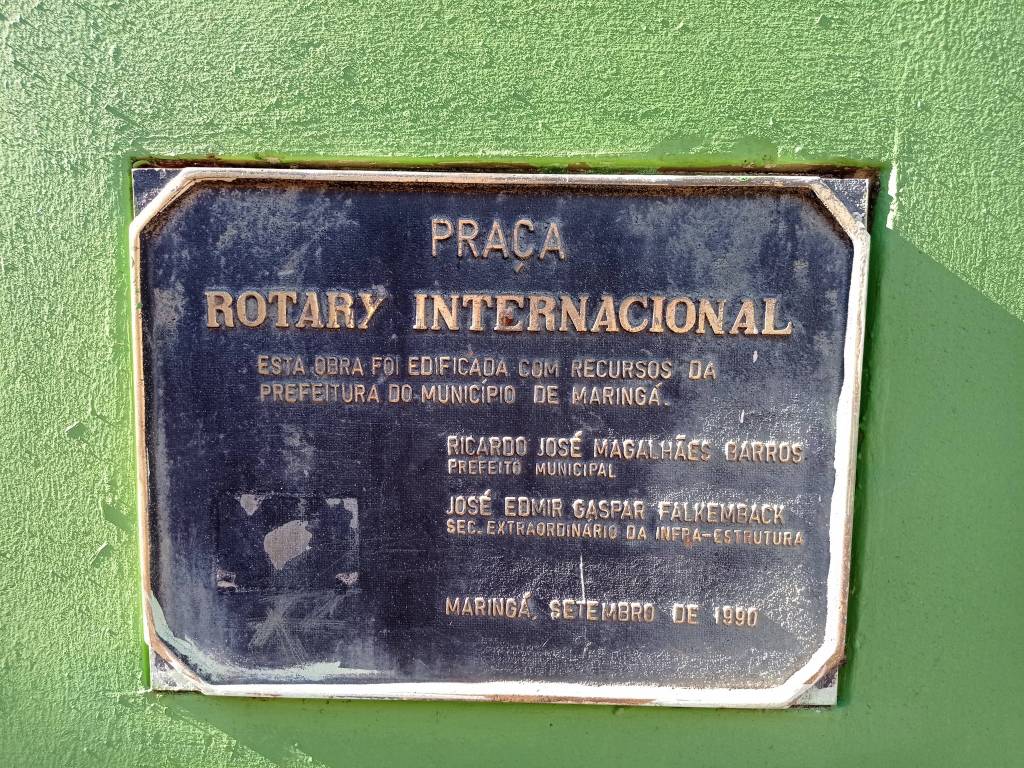 PRAÇA
ROTARY INTERNACIONAL
ESTA OBRA FOI EDIFICADA COM RECURSOS DA
PREFEITURA DO MUNICÍPIO DE MARINGÁ.
RICARDO JOSÉ MAGALHÃES BARROS
PREFEITO MUNICIPAL
JOSÉ EDMIR GASPAR FALKEMBACK
SEC. EXTRAORDINÁRIO DA INFRA-ESTRUTURA
MARINGÁ, SETEMBRO DE 1990